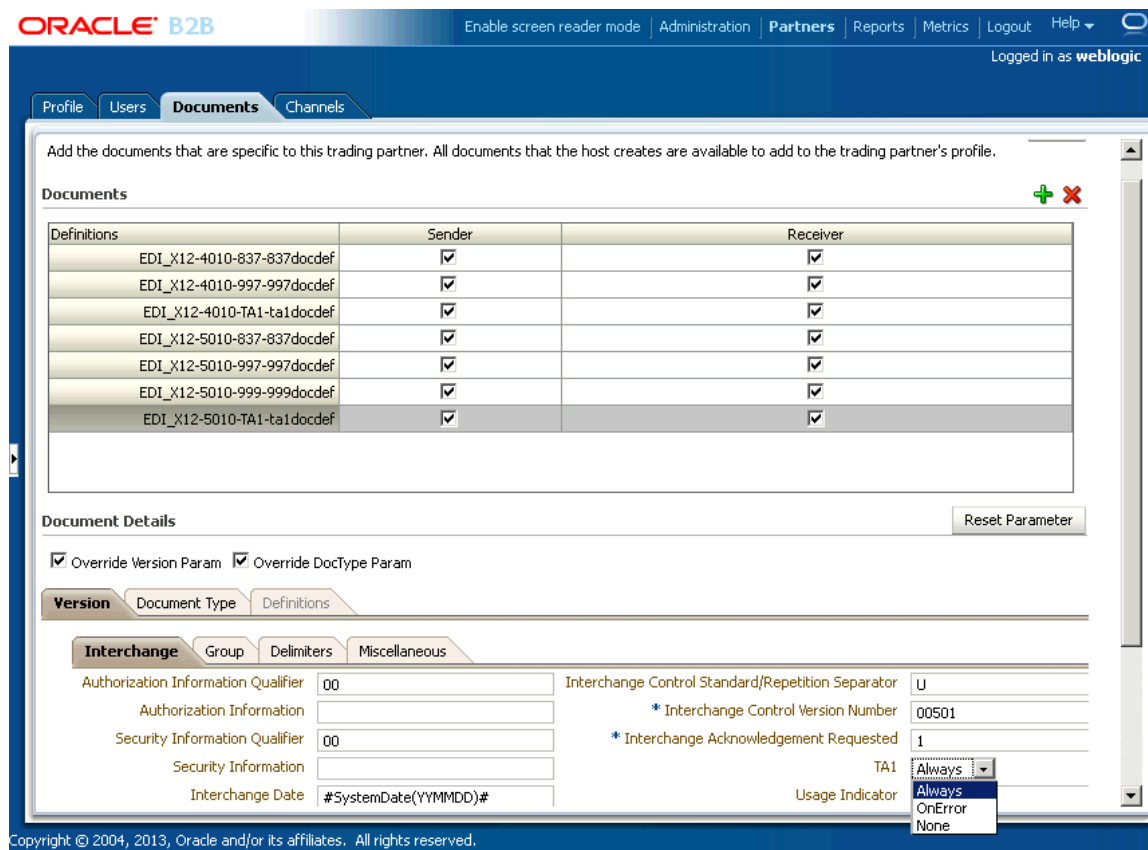 ORACLE B2B
Enable screen reader mode Administration Partners Reports Metrics Logout Help
Logged in as weblogic
Profile Users Documents Channels
Add the documents that are specific to this trading partner. All documents that the host creates are available to add to the trading partner's profile.
Documents
Definitions Sender Receiver
EDI_X12-4010-837-837docdef
EDI_X12-4010-997-997docdef
EDI_X12-4010-TA1-ta1docdef
EDI_X12-5010-837-837docdef
EDI_X12-5010-997-997docdef
EDI_X12-5010-999-999docdef
EDI_X12-5010-TA1-ta1docdef
Document Details Reset Parameter
Override Version Param Override DocType Param
Version Document Type Definitions
Interchange Group Delimiters Miscellaneous
Authorization Information Qualifier 00 Interchange Control Standard/Repetition Separator U
Authorization Information * Interchange Control Version Number 00501
Security Information Qualifier 00 * Interchange Acknowledgement Requested 1
Security Information TA1 Always
Interchange Date #SystemDate(YYMMDD)# Usage Indicator Always
OnError
None
Copyright © 2004, 2013, Oracle and/or its affiliates. All rights reserved.